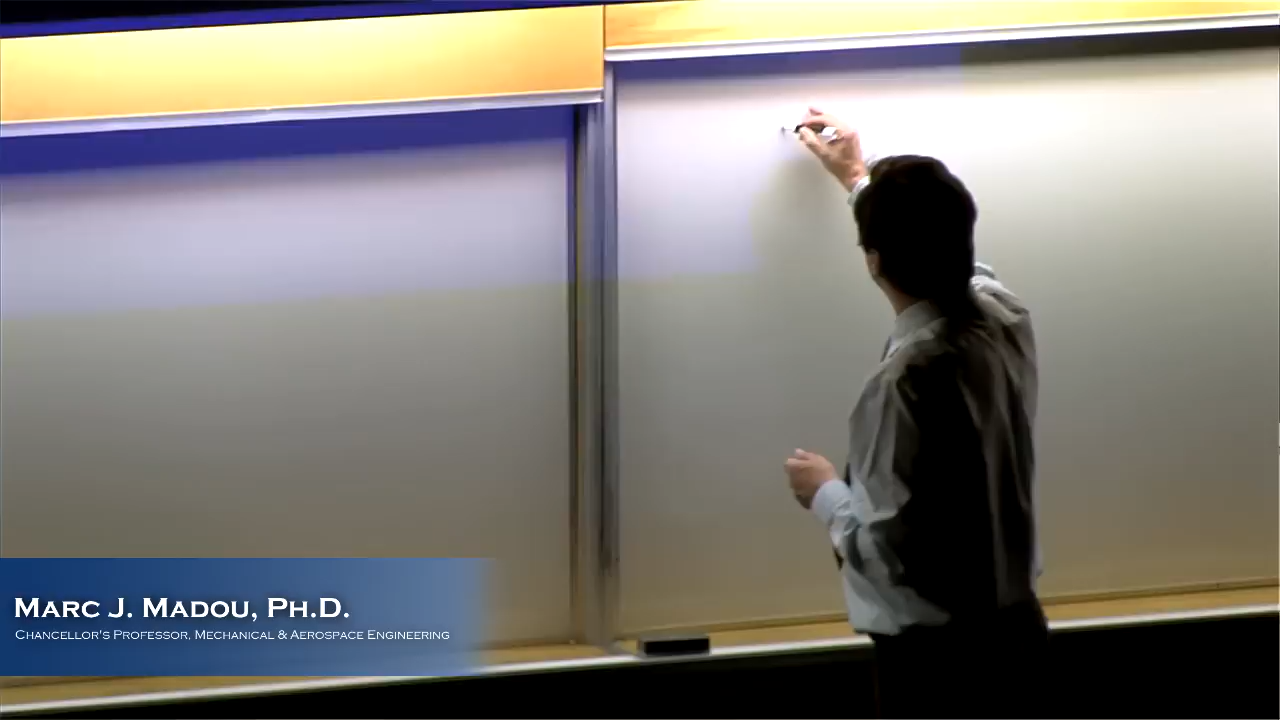 Marc J. Madou, Ph.D.
Chancellor's Professor, Mechanical & Aerospace Engineering